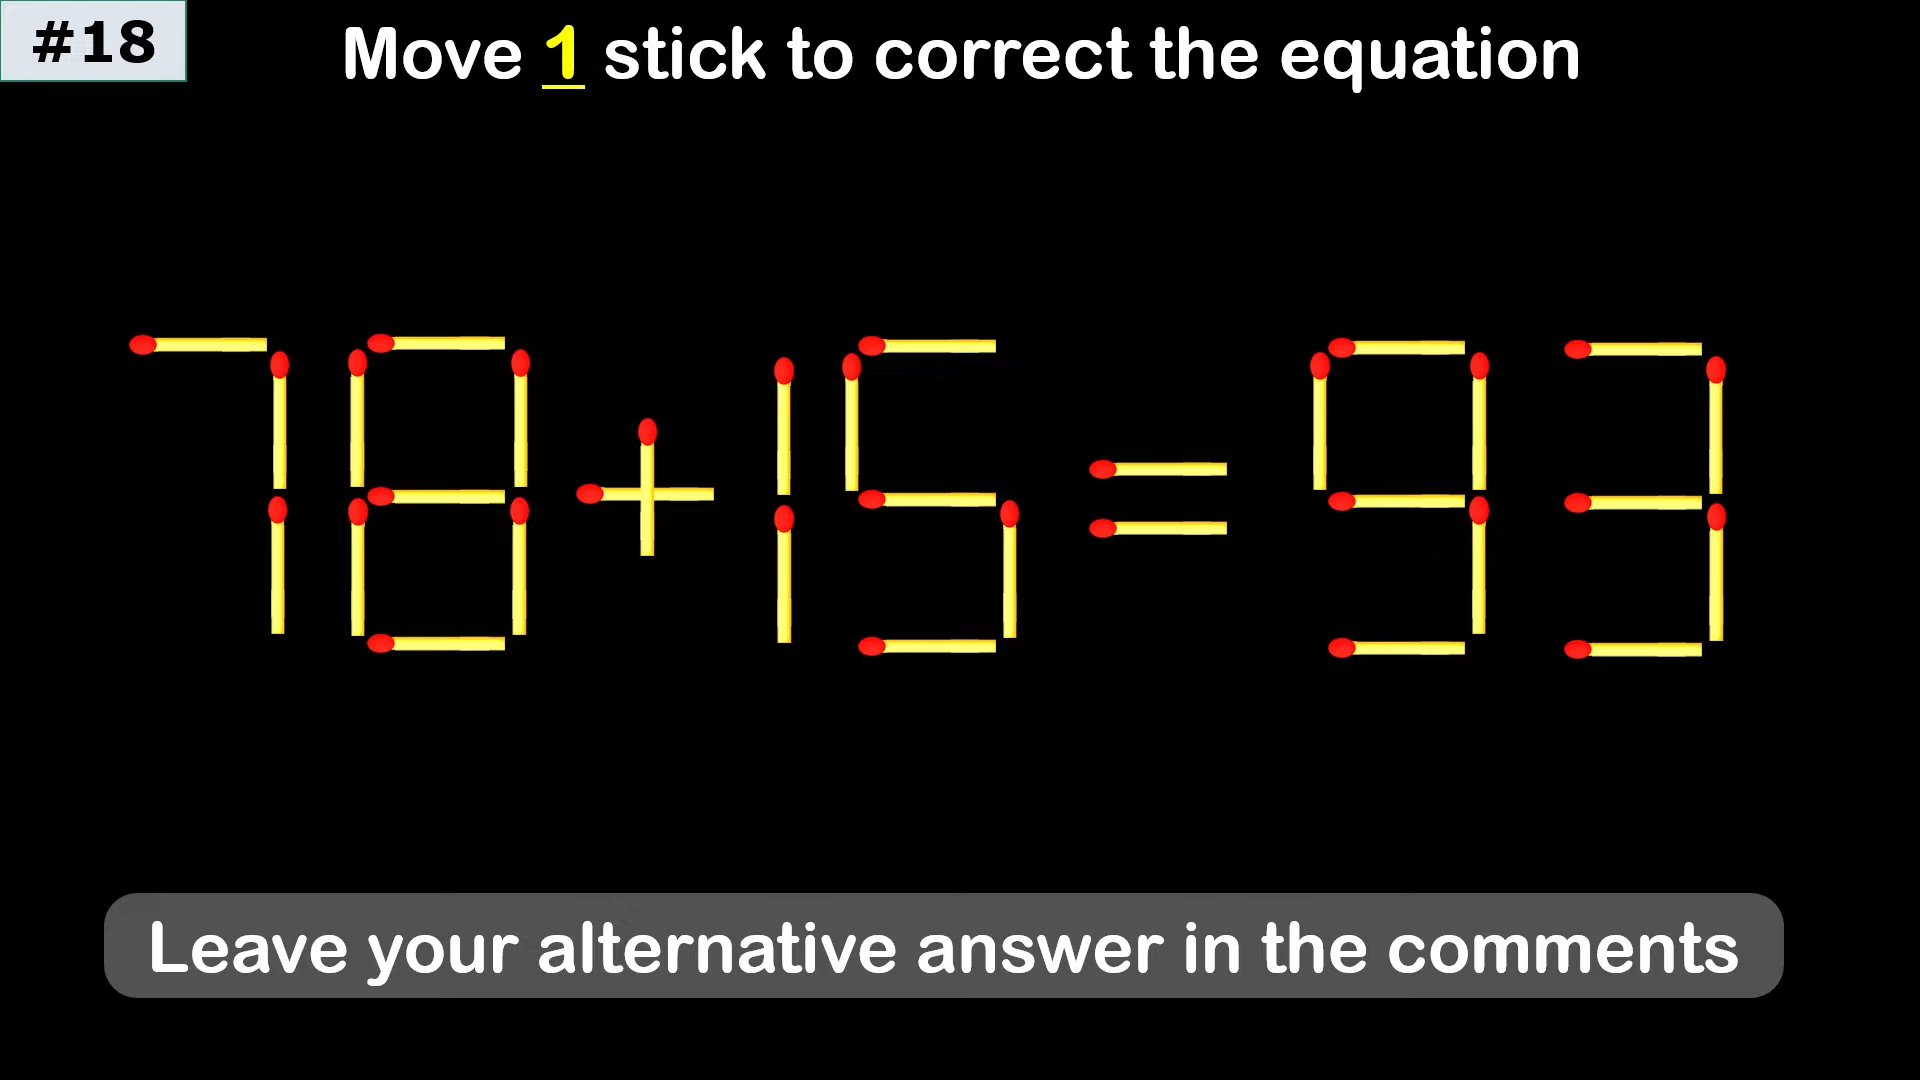 #18
Move 1 stick to correct the equation
78+15=93
Leave your alternative answer in the comments